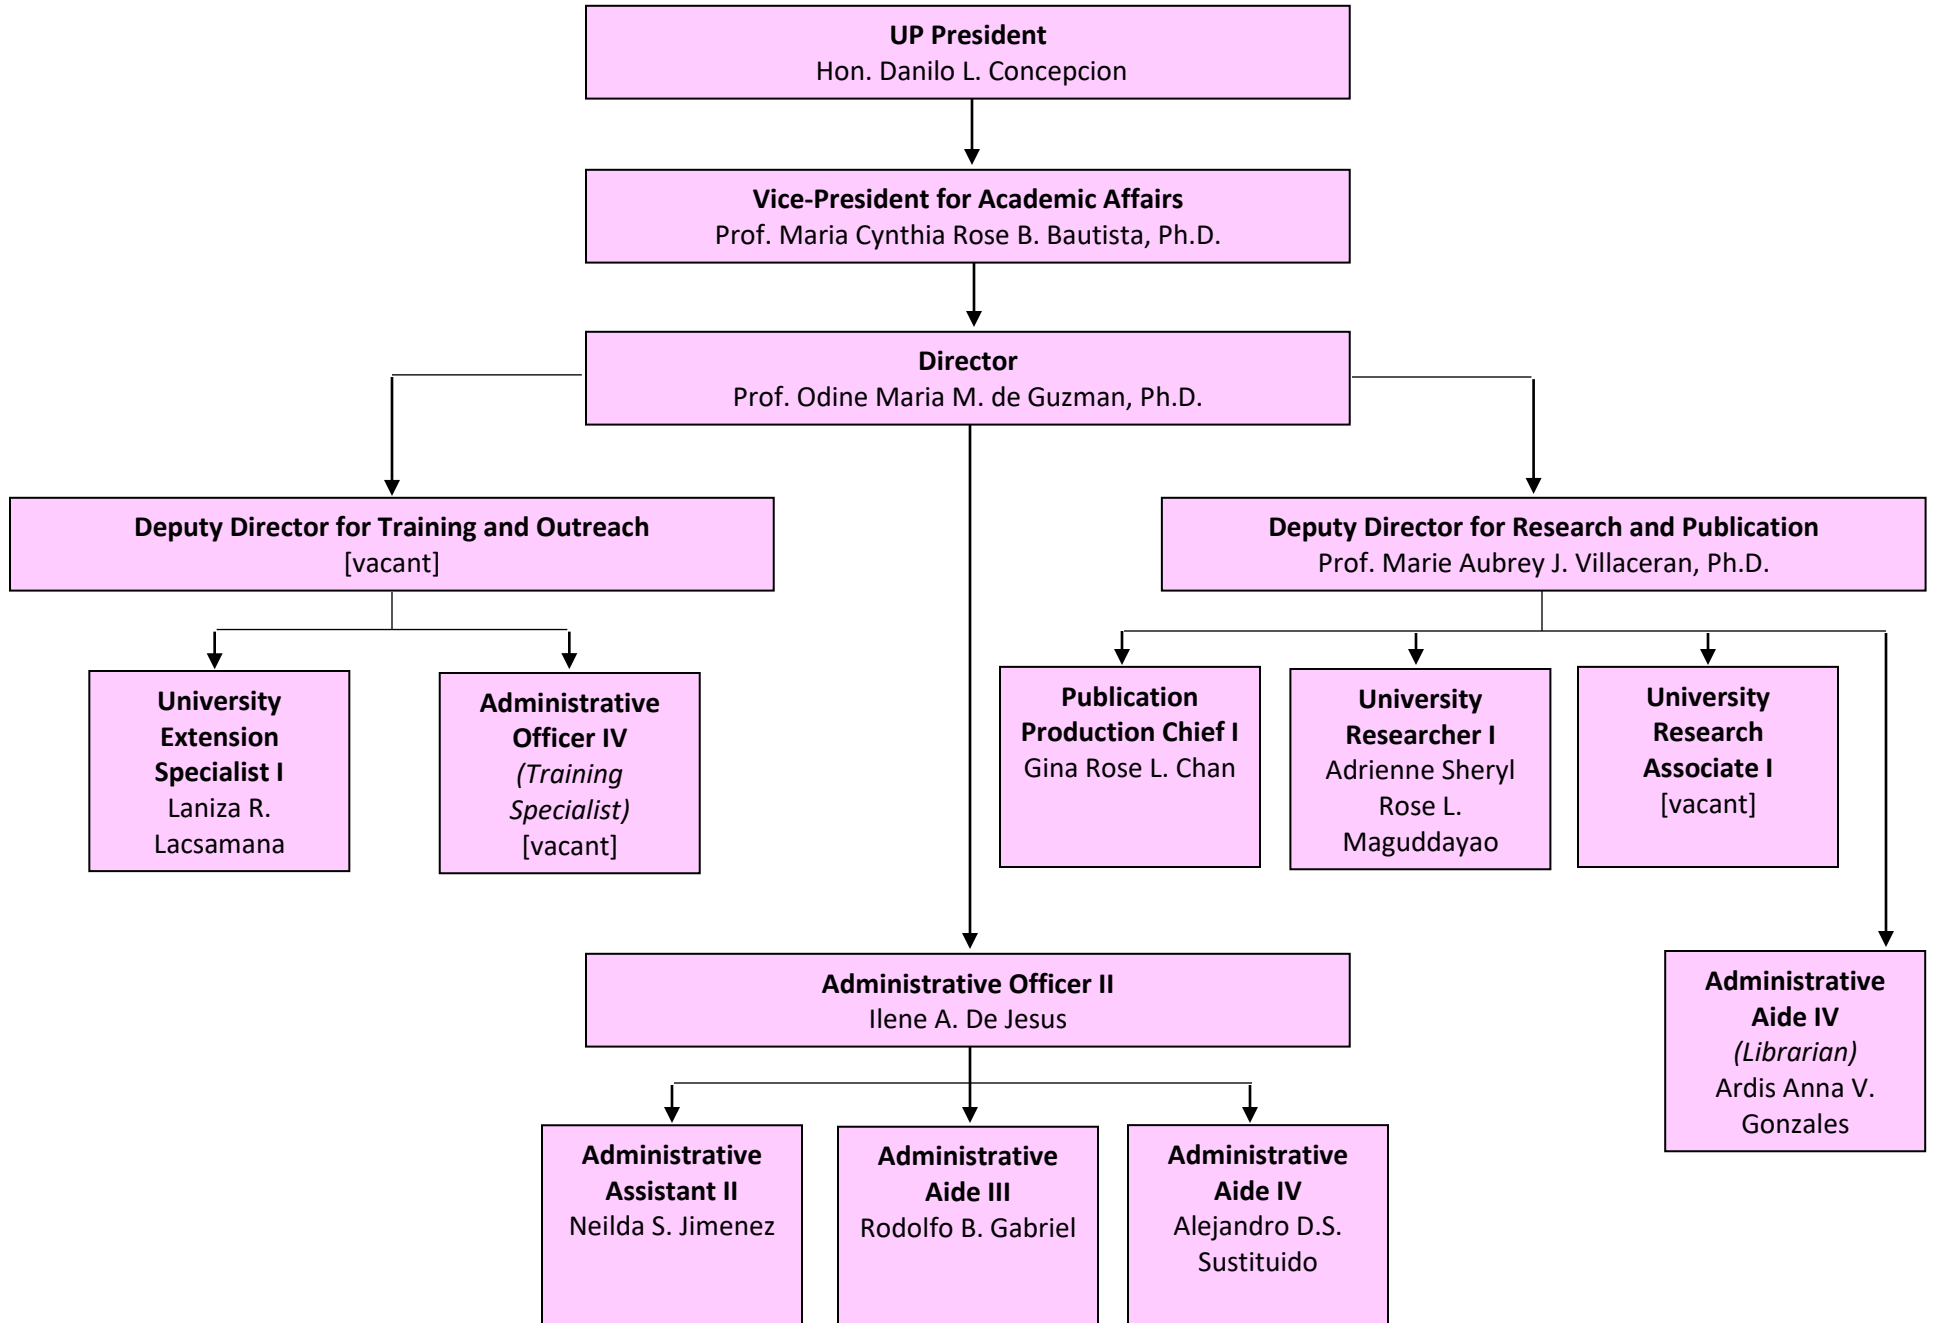 UP President
Hon. Danilo L. Concepcion
Vice-President for Academic Affairs
Prof. Maria Cynthia Rose B. Bautista, Ph.D.
Director
Prof. Odine Maria M. de Guzman, Ph.D.
Deputy Director for Training and Outreach
[vacant]
Deputy Director for Research and Publication
Prof. Marie Aubrey J. Villaceran, Ph.D.
University
Extension
Specialist I
Laniza R.
Lacsamana
Administrative
Officer IV
(Training
Specialist)
[vacant]
Publication
Production Chief I
Gina Rose L. Chan
University
Researcher I
Adrienne Sheryl
Rose L.
Maguddayao
University
Research
Associate I
[vacant]
Administrative
Aide IV
(Librarian)
Ardis Anna V.
Gonzales
Administrative Officer II
Ilene A. De Jesus
Administrative
Assistant II
Neilda S. Jimenez
Administrative
Aide III
Rodolfo B. Gabriel
Administrative
Aide IV
Alejandro D.S.
Sustituido